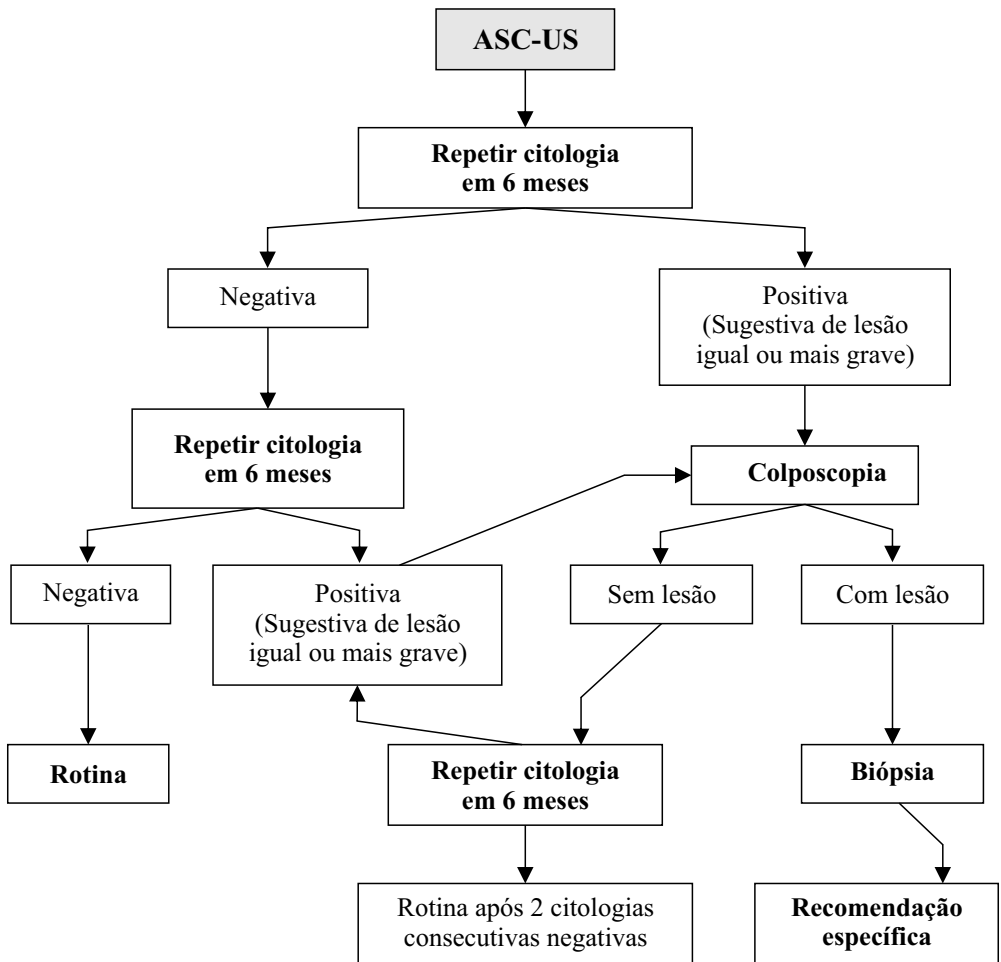 ASC-US
Repetir citologia
em 6 meses
Negativa
Positiva
(Sugestiva de lesão
igual ou mais grave)
Repetir citologia
em 6 meses
Colposcopia
Negativa
Positiva
(Sugestiva de lesão
igual ou mais grave)
Sem lesão
Com lesão
Rotina
Repetir citologia
em 6 meses
Biópsia
Rotina após 2 citologias
consecutivas negativas
Recomendação
específica